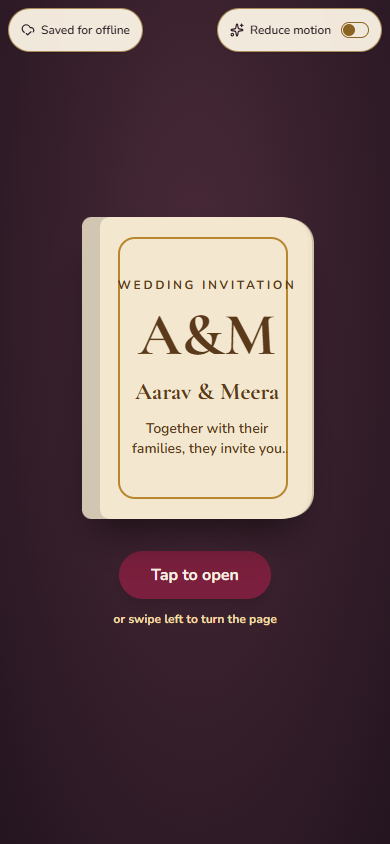 Saved for offline
Reduce motion
WEDDING INVITATION
A&M
Aarav & Meera
Together with their
families, they invite you..
Tap to open
or swipe left to turn the page